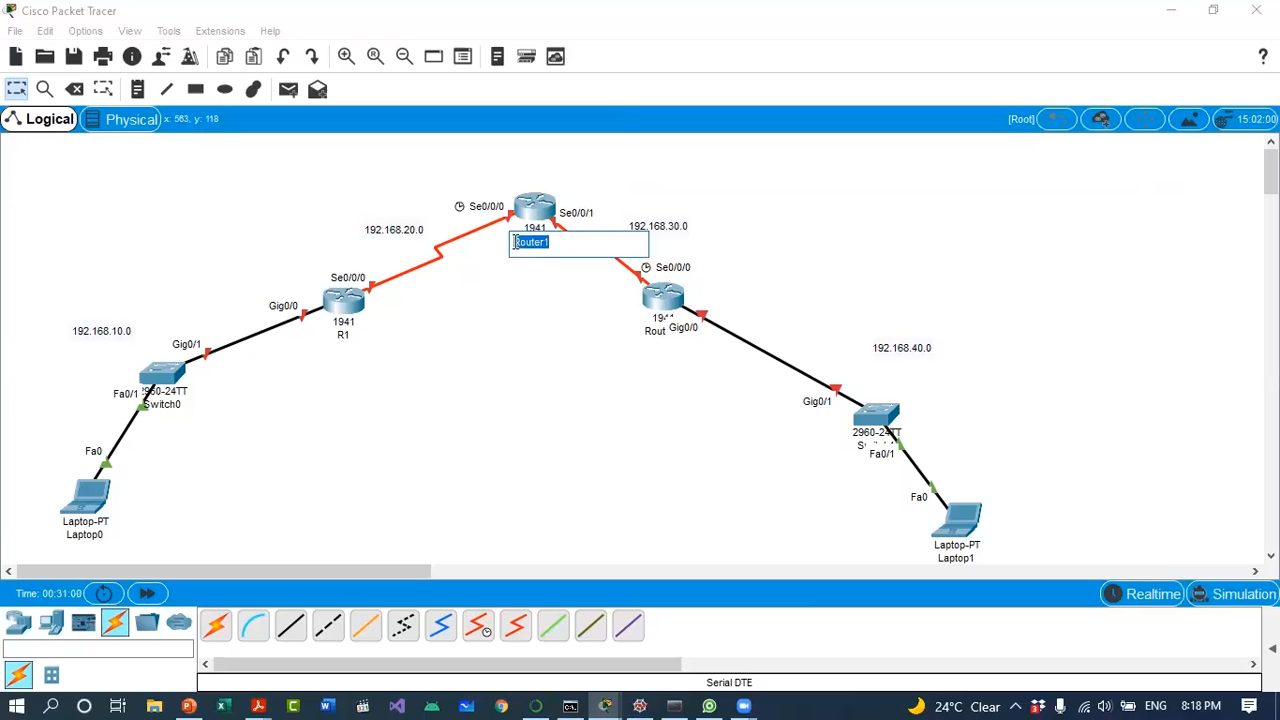 Cisco Packet Tracer
File Edit Options View Tools Extensions Help
Logical Physical x: 563, y: 118 [Root] 15:02:00
Se0/0/0
Se0/0/1
1941
Router1
192.168.20.0
192.168.30.0
Se0/0/0
Se0/0/0
Gig0/0
1941
R1
Rout
Gig0/0
192.168.10.0
Gig0/1
192.168.40.0
Fa0/1
Switch0
Gig0/1
2960-24TT
Fa0/1
Fa0
Fa0
Laptop-PT
Laptop0
Laptop-PT
Laptop1
Time: 00:31:00 Realtime Simulation
Serial DTE
24°C Clear ENG 8:18 PM